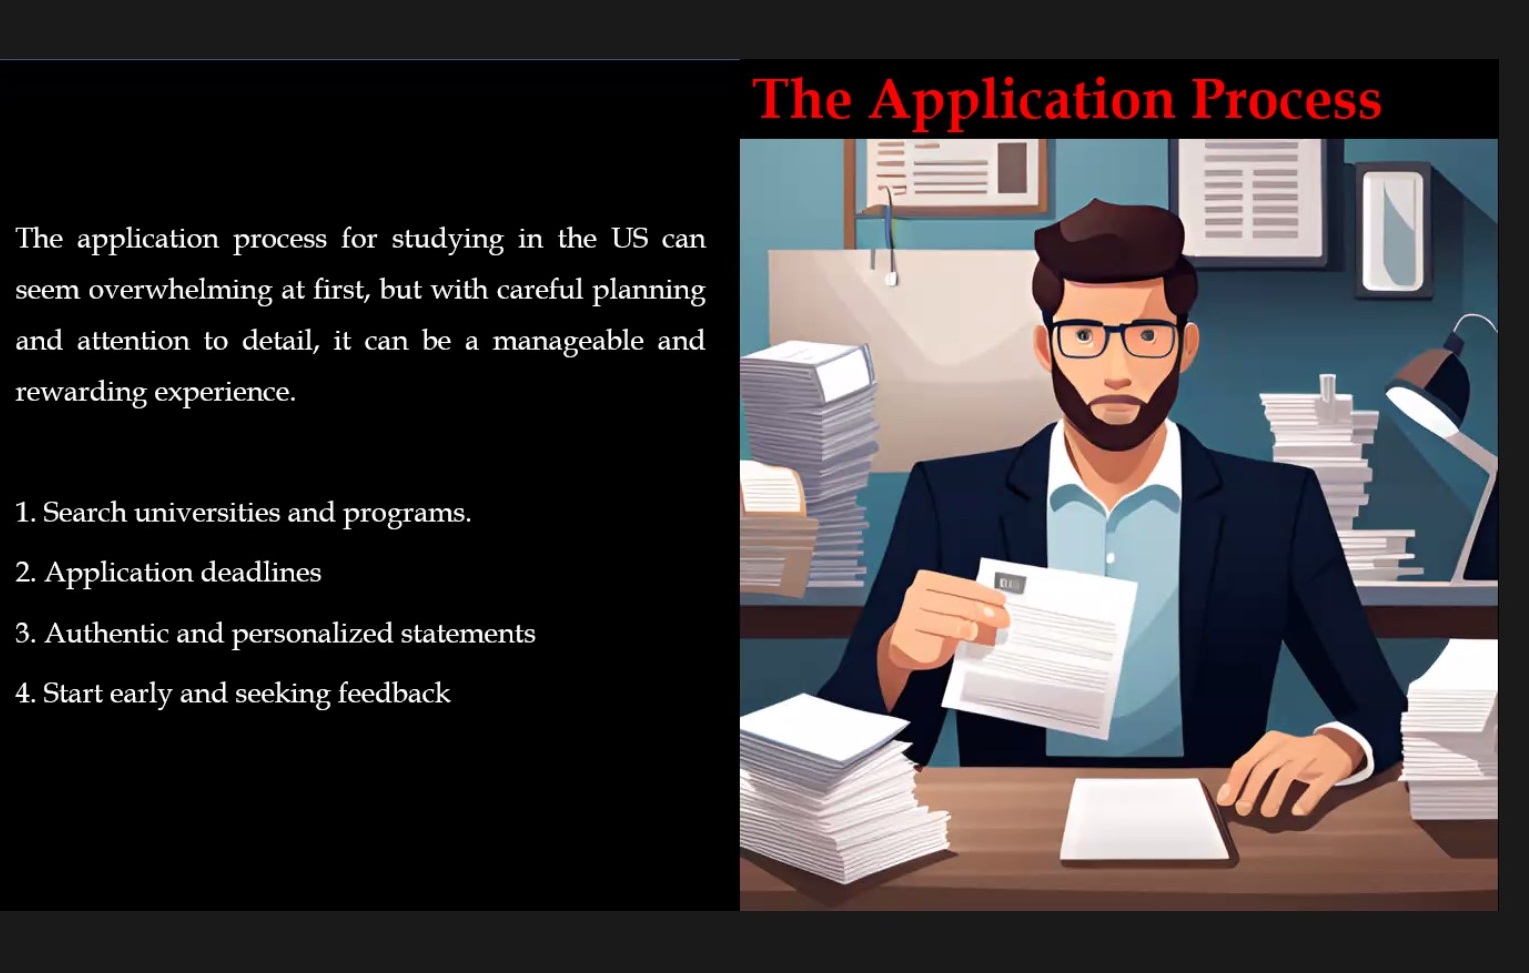 The Application Process
The application process for studying in the US can
seem overwhelming at first, but with careful planning
and attention to detail, it can be a manageable and
rewarding experience.
1. Search universities and programs.
2. Application deadlines
3. Authentic and personalized statements
4. Start early and seeking feedback